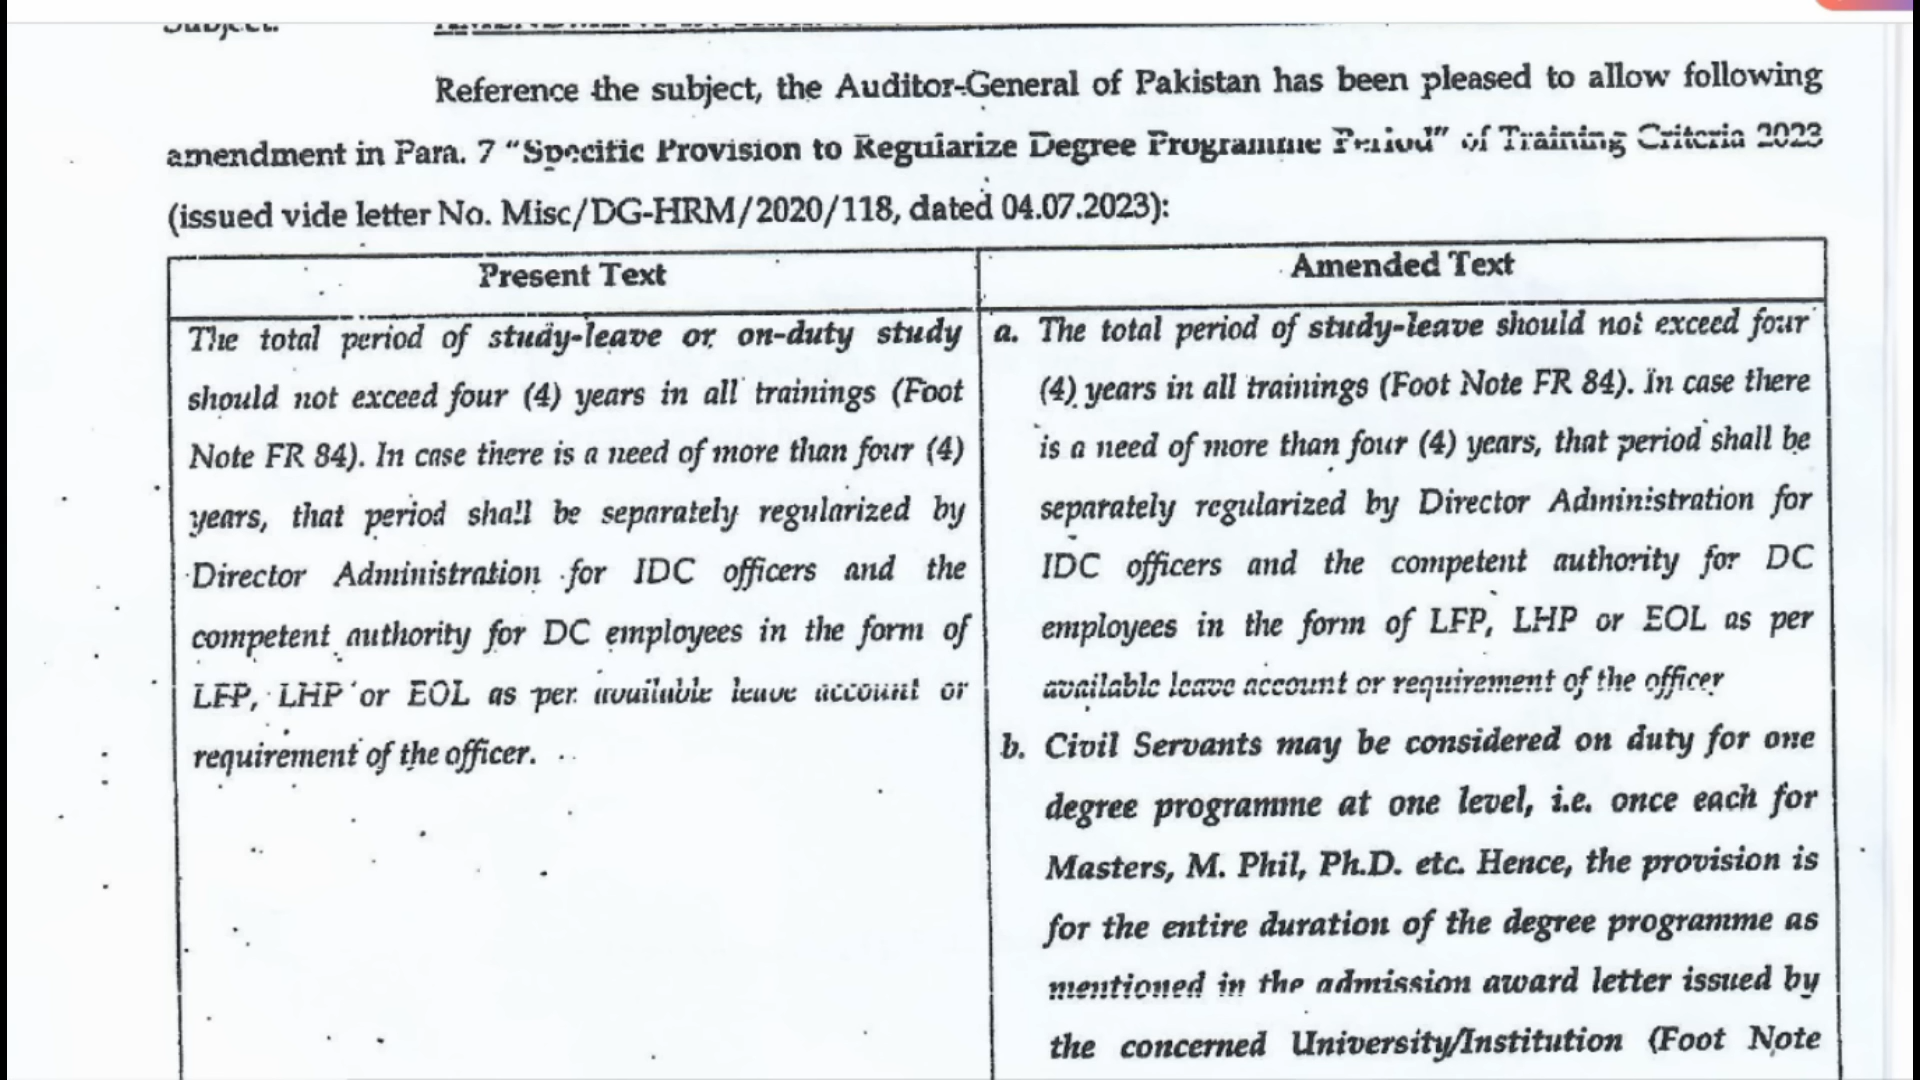 Subject:
Reference the subject, the Auditor-General of Pakistan has been pleased to allow following
amendment in Para. 7 "Specific Provision to Regularize Degree Programme Period" of Training Criteria 2023
(issued vide letter No. Misc/DG-HRM/2020/118, dated 04.07.2023):
Present Text
The total period of study-leave or on-duty study
should not exceed four (4) years in all trainings (Foot
Note FR 84). In case there is a need of more than four (4)
years, that period shall be separately regularized by
Director Administration for IDC officers and the
competent authority for DC employees in the form of
LFP, LHP or EOL as per available leave account or
requirement of the officer.
Amended Text
a. The total period of study-leave should not exceed four
(4) years in all trainings (Foot Note FR 84). In case there
is a need of more than four (4) years, that period shall be
separately regularized by Director Administration for
IDC officers and the competent authority for DC
employees in the form of LFP, LHP or EOL as per
available leave account or requirement of the officer
b. Civil Servants may be considered on duty for one
degree programme at one level, i.e. once each for
Masters, M. Phil, Ph.D. etc. Hence, the provision is
for the entire duration of the degree programme as
mentioned in the admission award letter issued by
the concerned University/Institution (Foot Note